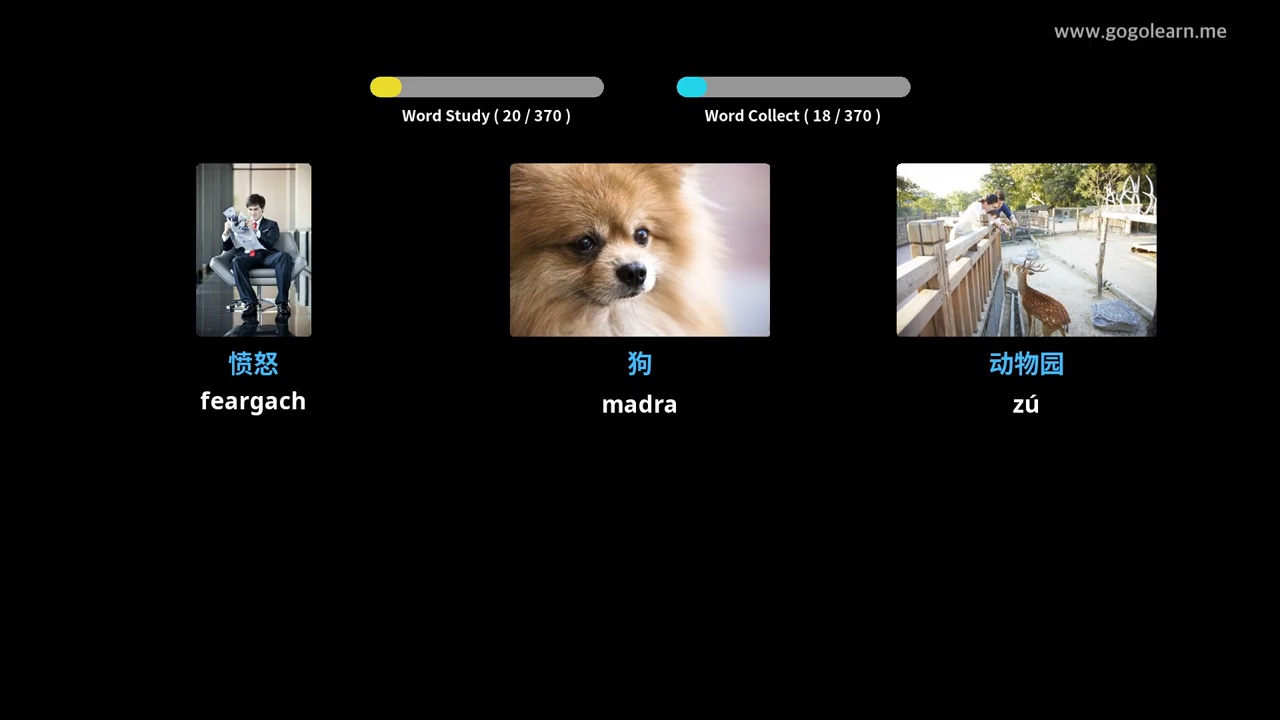 www.gogolearn.me
Word Study ( 20 / 370 )
Word Collect ( 18 / 370 )
愤怒
feargach
狗
madra
动物园
zú